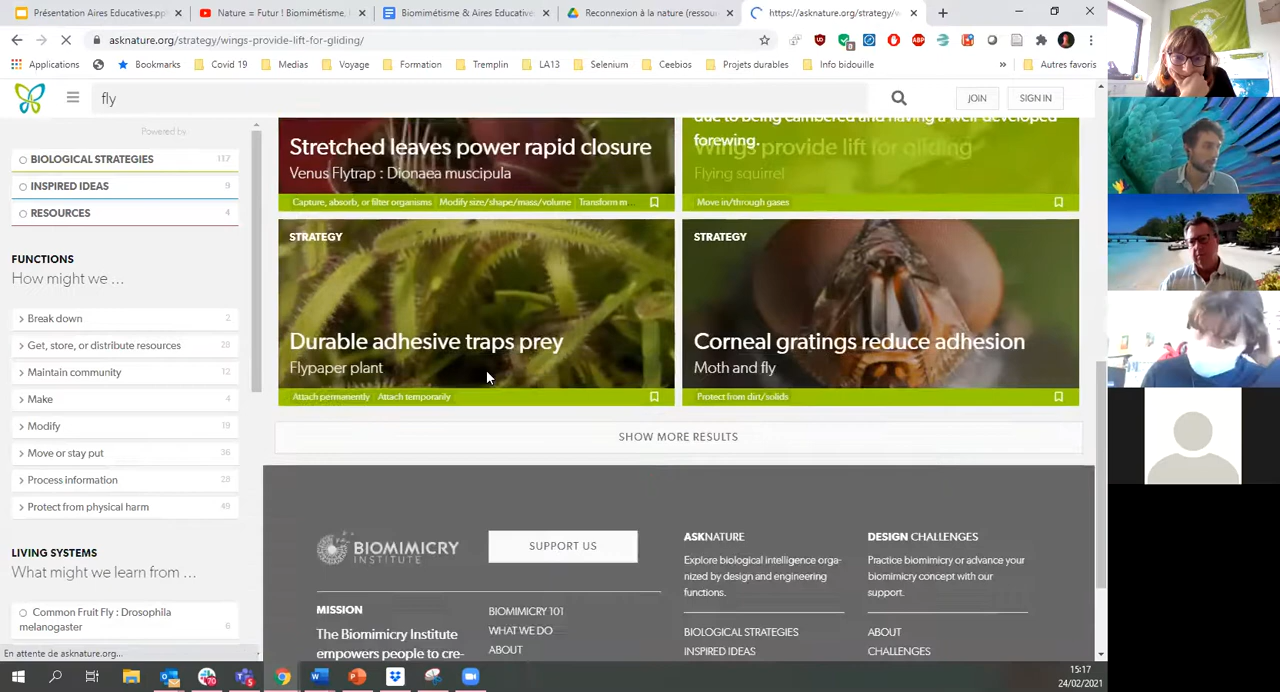 Présentation Aires Educatives.pp
Nature = Futur ! Biomimétisme,
Biomimétisme & Aires Educative
Reconnexion à la nature (ressou
https://asknature.org/strategy/w
asknature.org/strategy/wings-provide-lift-for-gliding/
Applications
Bookmarks
Covid 19
Medias
Voyage
Formation
Tremplin
LA13
Selenium
Ceebios
Projets durables
Info bidouille
»
Autres favoris
fly
JOIN
SIGN IN
Powered by
BIOLOGICAL STRATEGIES 117
INSPIRED IDEAS 9
RESOURCES 4
FUNCTIONS
How might we ...
Break down 2
Get, store, or distribute resources 28
Maintain community 12
Make 4
Modify 19
Move or stay put 36
Process information 28
Protect from physical harm 49
LIVING SYSTEMS
What might we learn from ...
Common Fruit Fly : Drosophila
melanogaster 6
En attente de asknature.org...
Stretched leaves power rapid closure
Venus Flytrap : Dionaea muscipula
Capture, absorb, or filter organisms Modify size/shape/mass/volume Transform m...
due to being cambered and having a well-developed
forewing.
Wings provide lift for gliding
Flying squirrel
Move in/through gases
STRATEGY
Durable adhesive traps prey
Flypaper plant
Attach permanently Attach temporarily
STRATEGY
Corneal gratings reduce adhesion
Moth and fly
Protect from dirt/solids
SHOW MORE RESULTS
BIOMIMICRY
INSTITUTE
SUPPORT US
MISSION
The Biomimicry Institute
empowers people to cre-
BIOMIMICRY 101
WHAT WE DO
ABOUT
ASKNATURE
Explore biological intelligence orga-
nized by design and engineering
functions.
BIOLOGICAL STRATEGIES
INSPIRED IDEAS
DESIGN CHALLENGES
Practice biomimicry or advance your
biomimicry concept with our
support.
ABOUT
CHALLENGES
15:17
24/02/2021